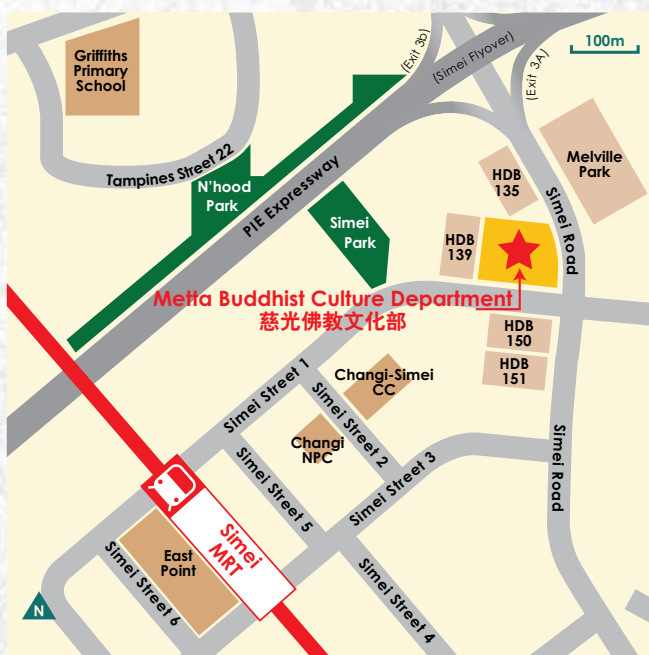 Griffiths
Primary
School
(Exit 3b)
(Simei Flyover)
(Exit 3A)
100m
Tampines Street 22
N'hood
Park
PIE Expressway
Simei
Park
HDB
135
Melville
Park
Simei Road
HDB
139
Metta Buddhist Culture Department
慈光佛教文化部
HDB
150
HDB
151
Changi-Simei
CC
Simei Street 1
Simei Street 2
Changi
NPC
Simei Street 3
Simei Road
Simei Street 5
Simei
MRT
East
Point
Simei Street 6
Simei Street 4
N